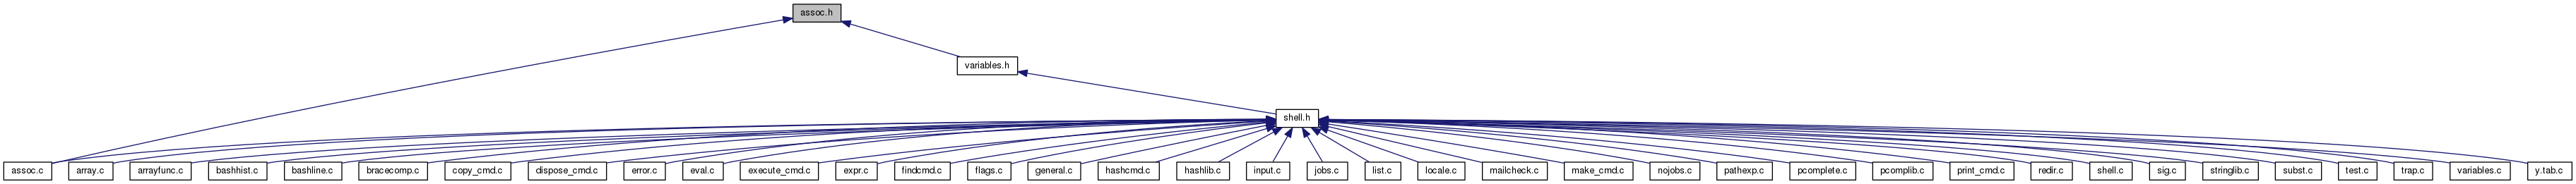 assoc.h
variables.h
shell.h
assoc.c
array.c
arrayfunc.c
bashhist.c
bashline.c
bracecomp.c
copy_cmd.c
dispose_cmd.c
error.c
eval.c
execute_cmd.c
expr.c
findcmd.c
flags.c
general.c
hashcmd.c
hashlib.c
input.c
jobs.c
list.c
locale.c
mailcheck.c
make_cmd.c
nojobs.c
pathexp.c
pcomplete.c
pcomplib.c
print_cmd.c
redir.c
shell.c
sig.c
stringlib.c
subst.c
test.c
trap.c
variables.c
y.tab.c